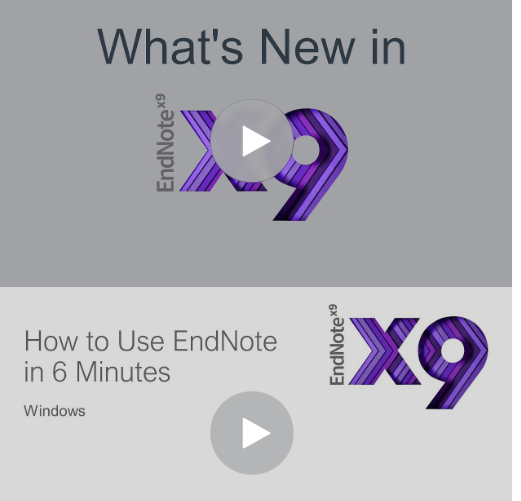 What's New in
EndNote x9
X9
How to Use EndNote
in 6 Minutes
Windows
EndNote x9
X9